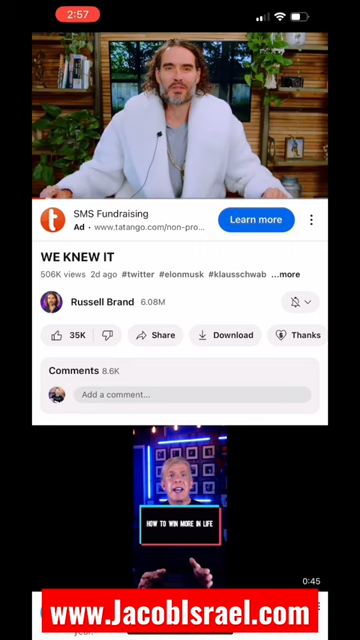 2:57
SMS Fundraising
Ad · www.tatango.com/non-pro...
Learn more
WE KNEW IT
506K views 2d ago #twitter #elonmusk #klausschwab ...more
Russell Brand 6.08M
35K
Share
Download
Thanks
Comments 8.6K
Add a comment...
HOW TO WIN MORE IN LIFE
0:45
www.JacobIsrael.com